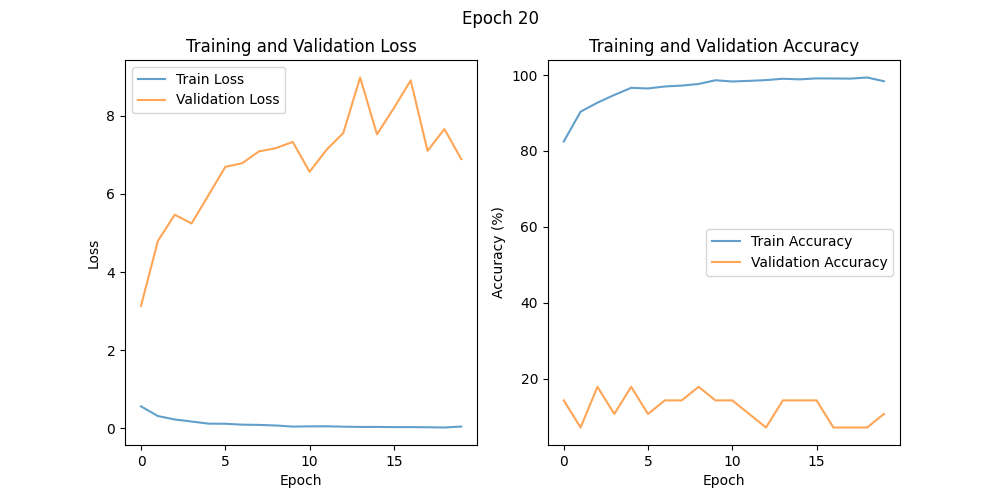 Epoch 20
Training and Validation Loss
Train Loss
Validation Loss
8
6
4
2
0
Loss
0 5 10 15
Epoch
Training and Validation Accuracy
100
80
60
40
20
Accuracy (%)
Train Accuracy
Validation Accuracy
0 5 10 15
Epoch